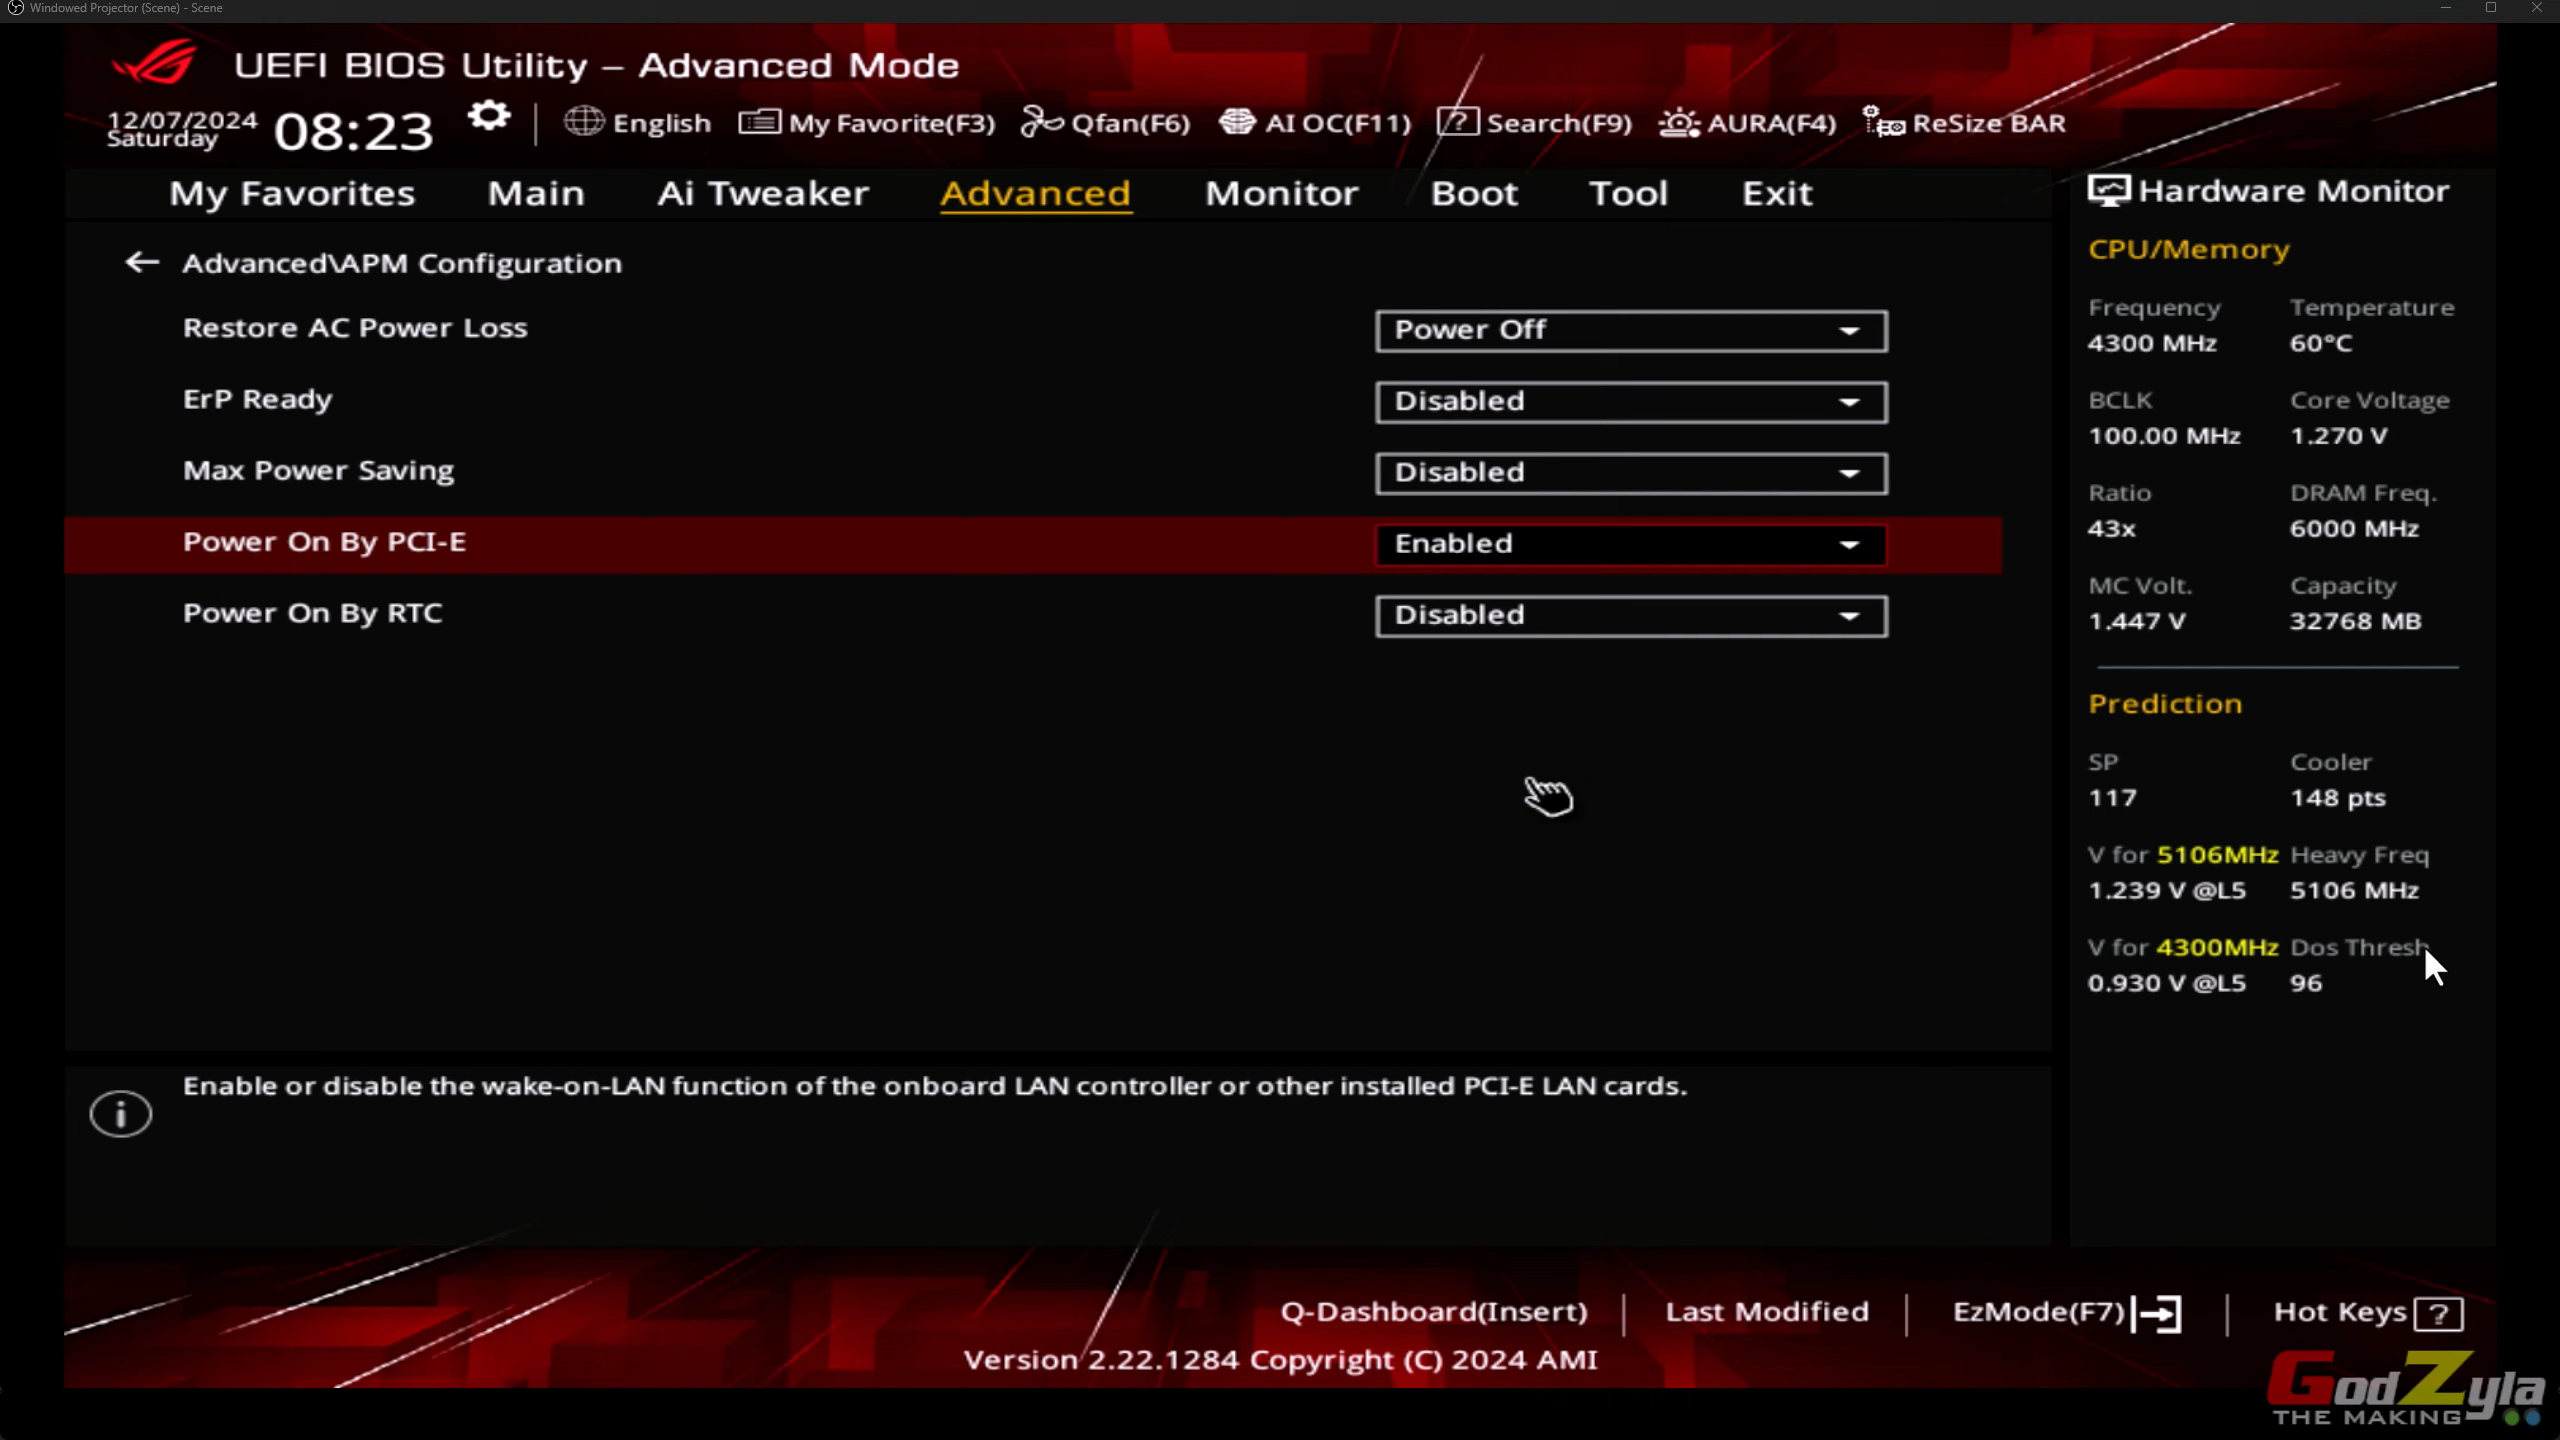 Windowed Projector (Scene) - Scene
UEFI BIOS Utility – Advanced Mode
12/07/2024
Saturday
08:23
English
My Favorite(F3)
Qfan(F6)
AI OC(F11)
? Search(F9)
AURA(F4)
ReSize BAR
My Favorites
Main
Ai Tweaker
Advanced
Monitor
Boot
Tool
Exit
Advanced\APM Configuration
Restore AC Power Loss Power Off
ErP Ready Disabled
Max Power Saving Disabled
Power On By PCI-E Enabled
Power On By RTC Disabled
Hardware Monitor
CPU/Memory
Frequency Temperature
4300 MHz 60°C
BCLK Core Voltage
100.00 MHz 1.270 V
Ratio DRAM Freq.
43x 6000 MHz
MC Volt. Capacity
1.447 V 32768 MB
Prediction
SP Cooler
117 148 pts
V for 5106MHz Heavy Freq
1.239 V @L5 5106 MHz
V for 4300MHz Dos Thresh
0.930 V @L5 96
i
Enable or disable the wake-on-LAN function of the onboard LAN controller or other installed PCI-E LAN cards.
Q-Dashboard(Insert)
Last Modified
EzMode(F7)
Hot Keys ?
Version 2.22.1284 Copyright (C) 2024 AMI
GodZyla
THE MAKING